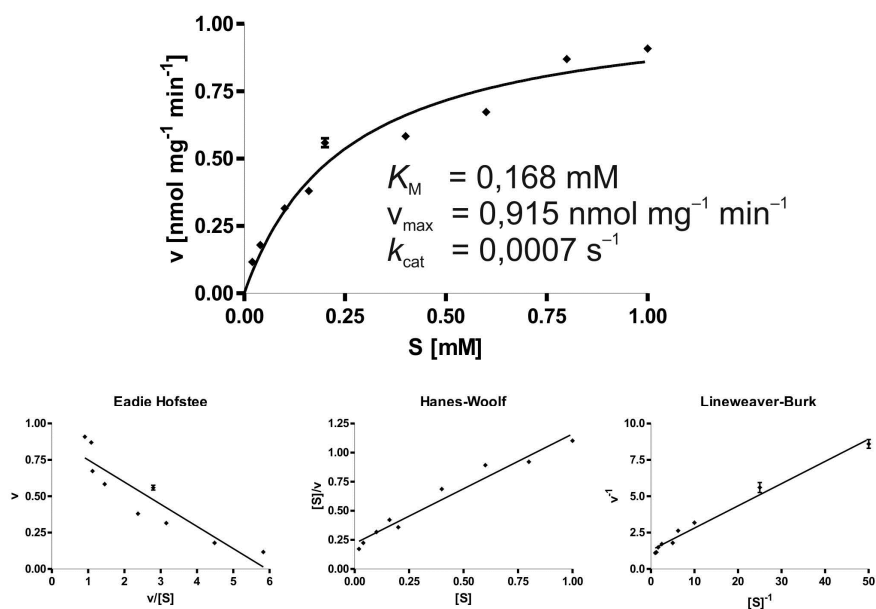 1.00
0.75
0.50
0.25
0.00
v [nmol mg⁻¹ min⁻¹]
K_M = 0,168 mM
v_max = 0,915 nmol mg⁻¹ min⁻¹
k_cat = 0,0007 s⁻¹
0.00 0.25 0.50 0.75 1.00
S [mM]
Eadie Hofstee
1.00
0.75
0.50
0.25
0.00
v
0 1 2 3 4 5 6
v/[S]
Hanes-Woolf
1.25
1.00
0.75
0.50
0.25
0.00
[S]/v
0.00 0.25 0.50 0.75 1.00
[S]
Lineweaver-Burk
10.0
7.5
5.0
2.5
0.0
v⁻¹
0 10 20 30 40 50
[S]⁻¹